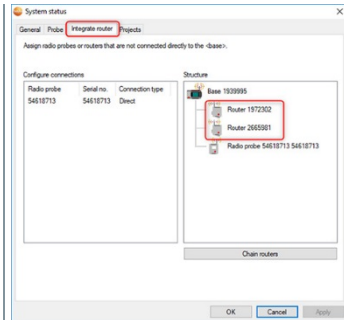 System status
General Probe Integrate router Projects
Assign radio probes or routers that are not connected directly to the <base>.
Configure connections
Radio probe Serial no. Connection type
54618713 54618713 Direct
Structure
Base 1939995
Router 1972302
Router 2665981
Radio probe 54618713 54618713
Chain routers
OK Cancel Apply